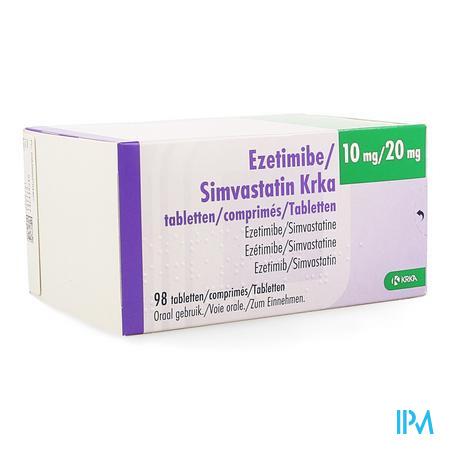 Ezetimibe/
Simvastatin Krka
10 mg/20 mg
tabletten/comprimés/Tabletten
Ezetimibe/Simvastatine
Ézétimibe/Simvastatine
Ezetimib/Simvastatin
98 tabletten/comprimés/Tabletten
Oraal gebruik./Voie orale./Zum Einnehmen.
KRKA
IPM